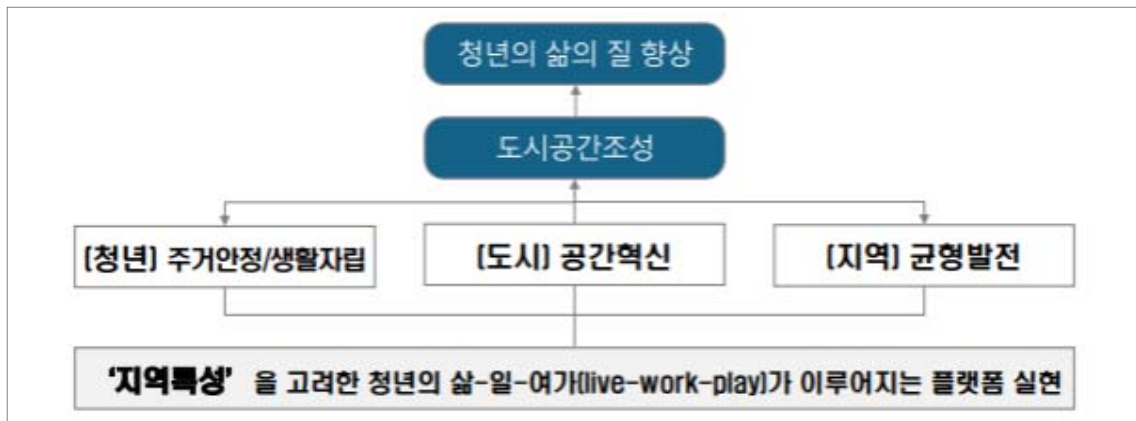 청년의 삶의 질 향상
도시공간조성
(청년) 주거안정/생활자립
(도시) 공간혁신
(지역) 균형발전
‘지역특성’ 을 고려한 청년의 삶-일-여가(live-work-play)가 이루어지는 플랫폼 실현